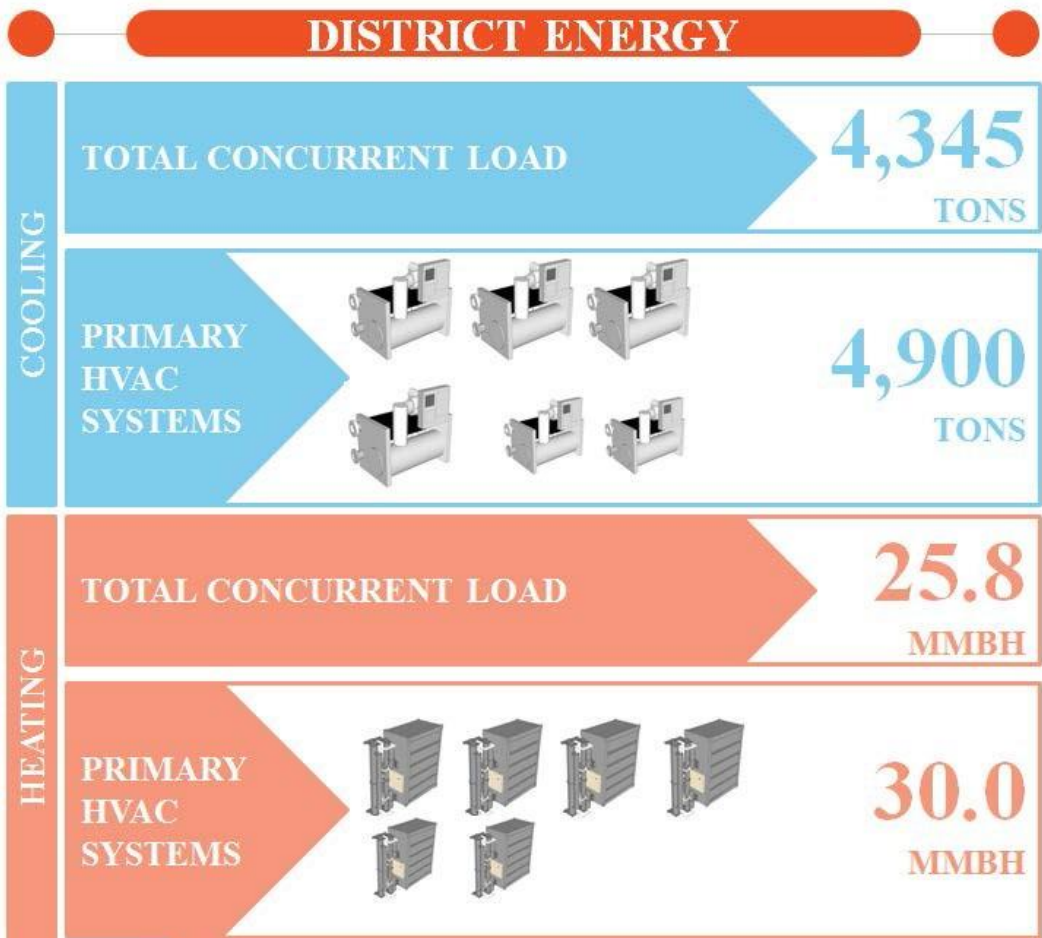 DISTRICT ENERGY
COOLING
TOTAL CONCURRENT LOAD
4,345
TONS
PRIMARY
HVAC
SYSTEMS
4,900
TONS
HEATING
TOTAL CONCURRENT LOAD
25.8
MMBH
PRIMARY
HVAC
SYSTEMS
30.0
MMBH